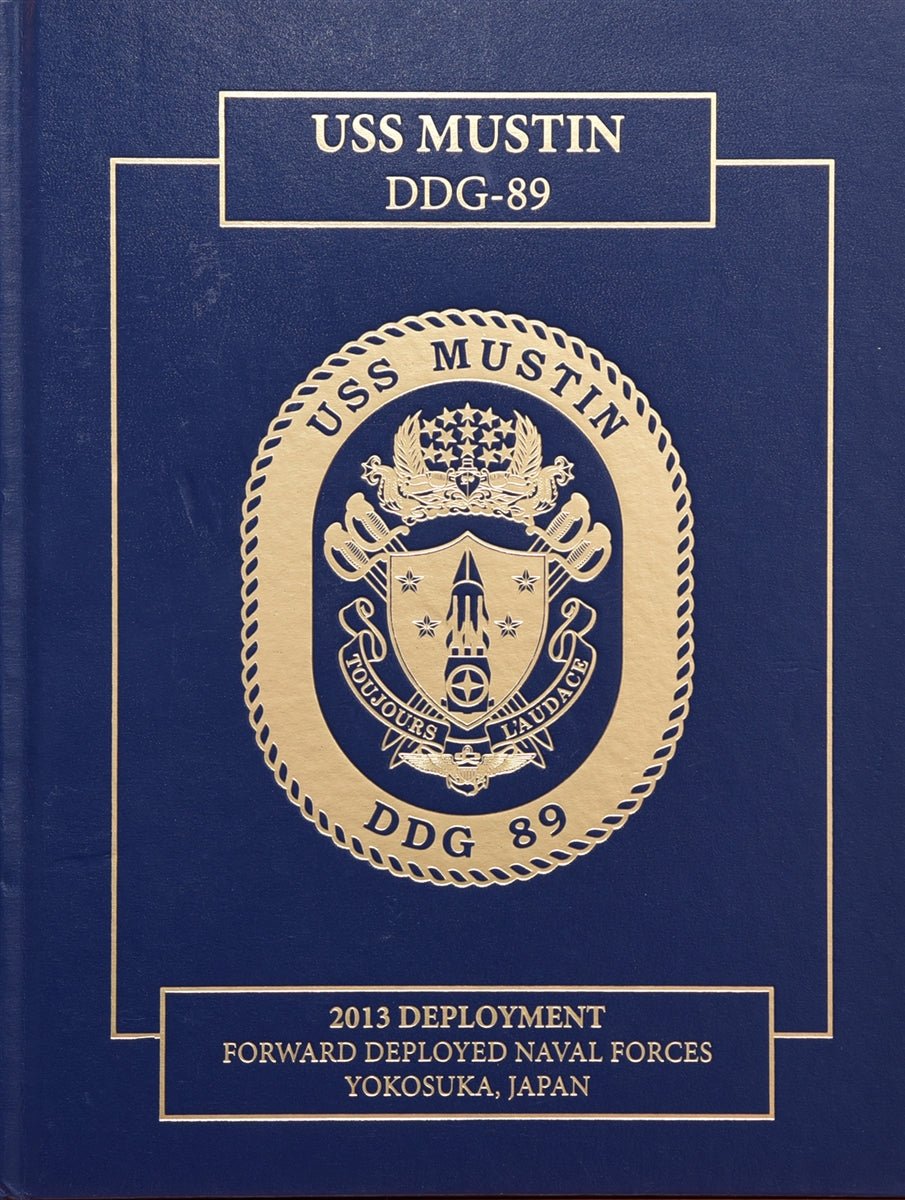 USS MUSTIN
DDG-89
USS MUSTIN
TOUJOURS L'AUDACE
DDG 89
2013 DEPLOYMENT
FORWARD DEPLOYED NAVAL FORCES
YOKOSUKA, JAPAN